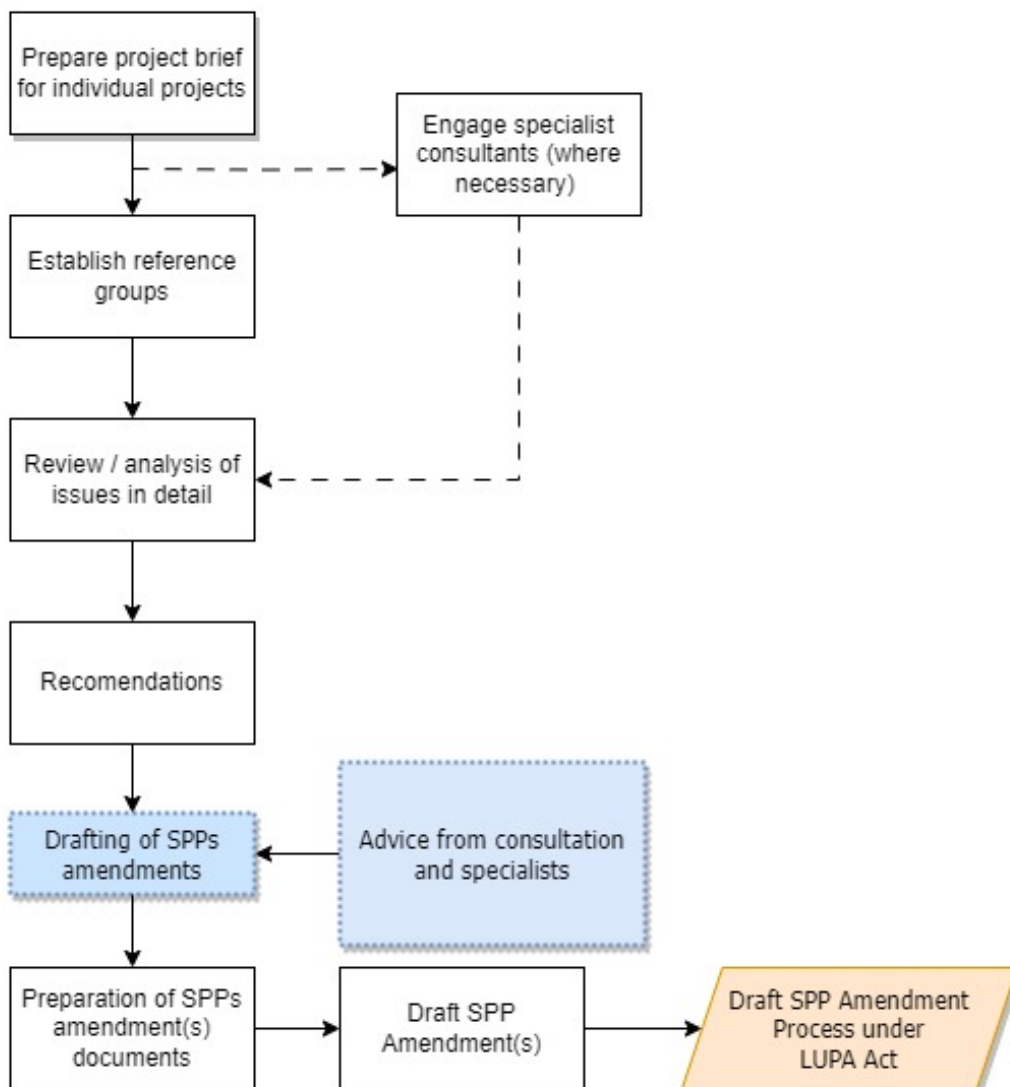 Prepare project brief
for individual projects
Engage specialist
consultants (where
necessary)
Establish reference
groups
Review / analysis of
issues in detail
Recomendations
Drafting of SPPs
amendments
Advice from consultation
and specialists
Preparation of SPPs
amendment(s)
documents
Draft SPP
Amendment(s)
Draft SPP Amendment
Process under
LUPA Act